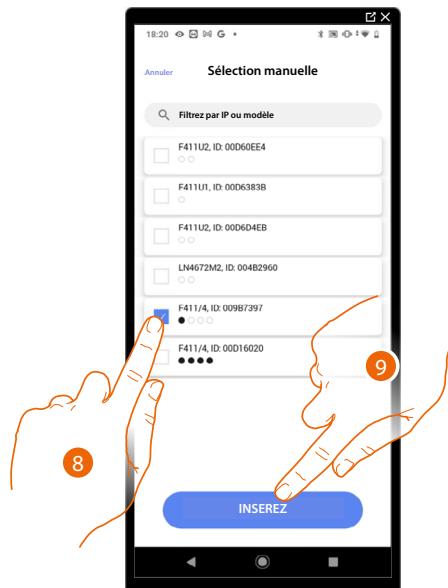 18:20 G
Annuler Sélection manuelle
Filtrez par IP ou modèle
F411U2, ID: 00D60EE4
F411U1, ID: 00D6383B
F411U2, ID: 00D6D4EB
LN4672M2, ID: 004B2960
F411/4, ID: 009B7397
F411/4, ID: 00D16020
9
8
INSEREZ